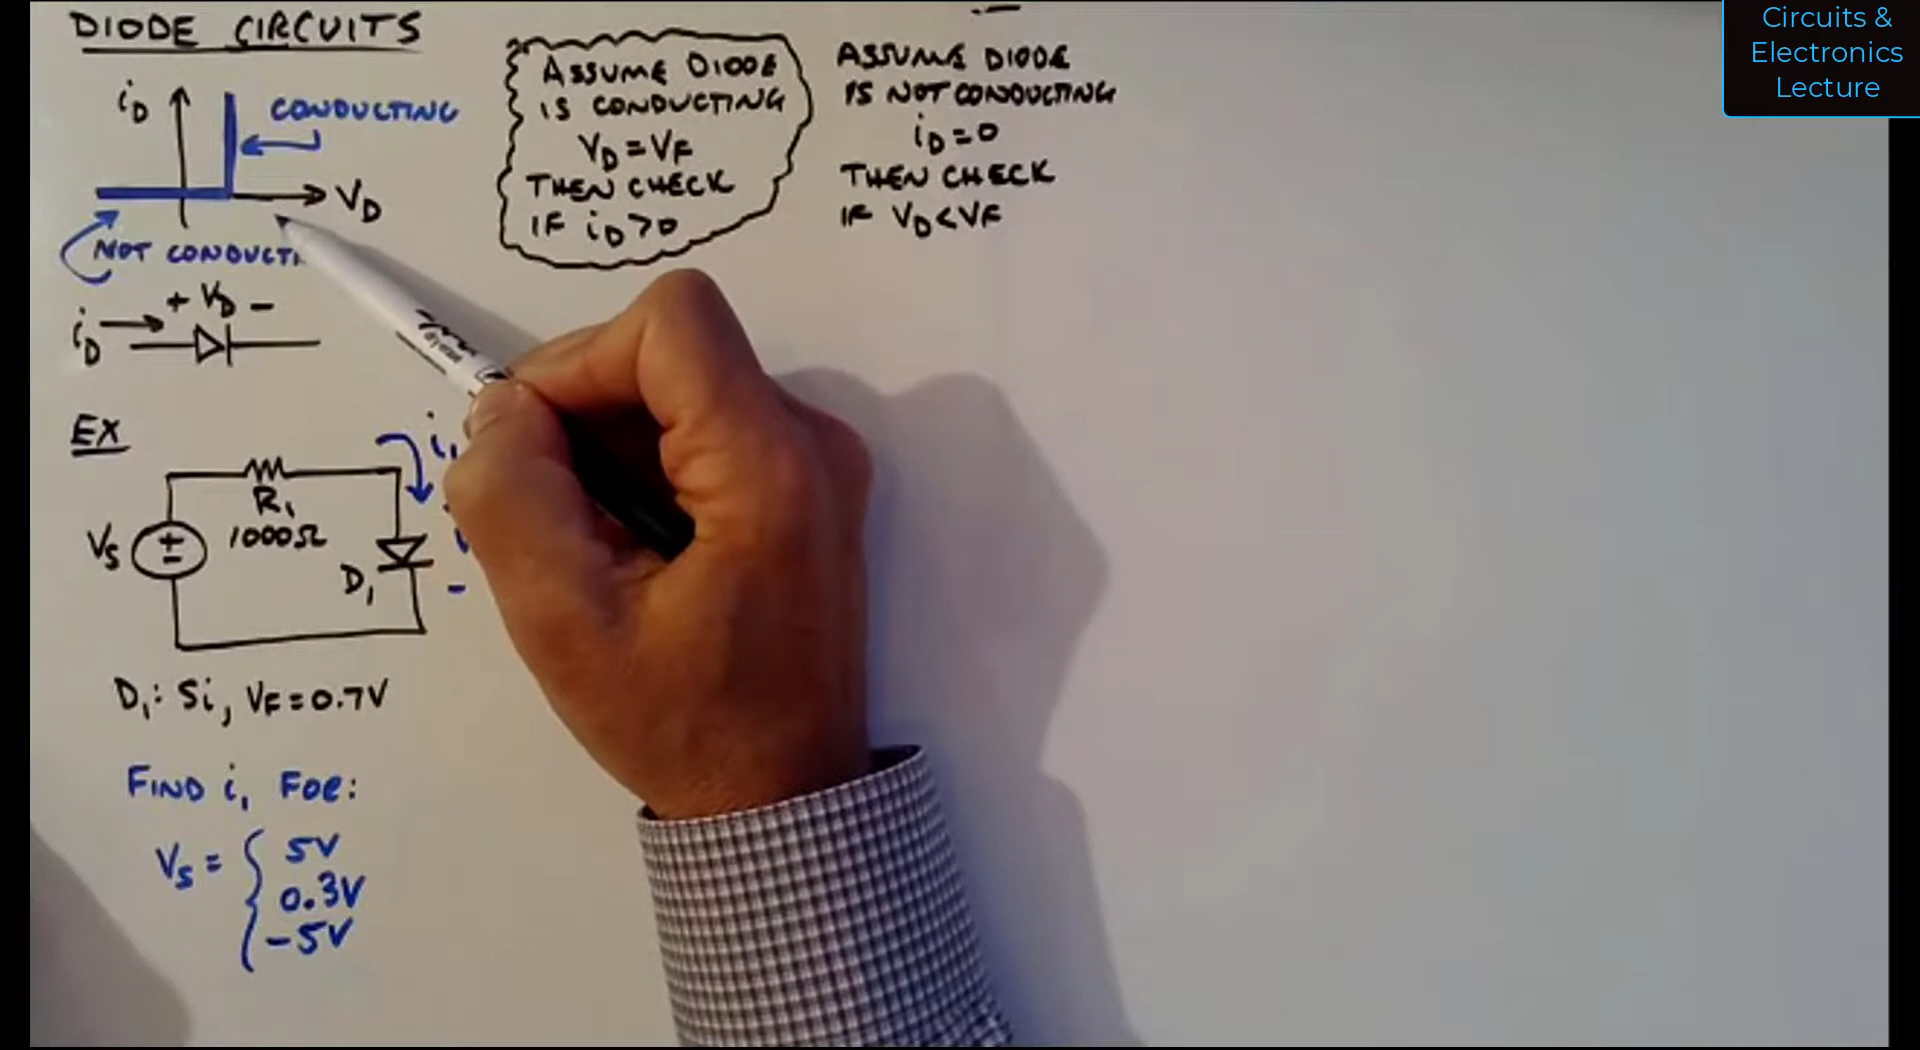 DIODE CIRCUITS
iD
CONDUCTING
VD
NOT CONDUCTI
+ VD -
iD
EX
i1
R1
1000Ω
VS
+
-
D1
-
D1: Si, VF = 0.7V
FIND i1 FOR:
VS = { 5V
0.3V
-5V
ASSUME DIODE
IS CONDUCTING
VD = VF
THEN CHECK
IF iD > 0
ASSUME DIODE
IS NOT CONDUCTING
iD = 0
THEN CHECK
IF VD < VF
Circuits &
Electronics
Lecture